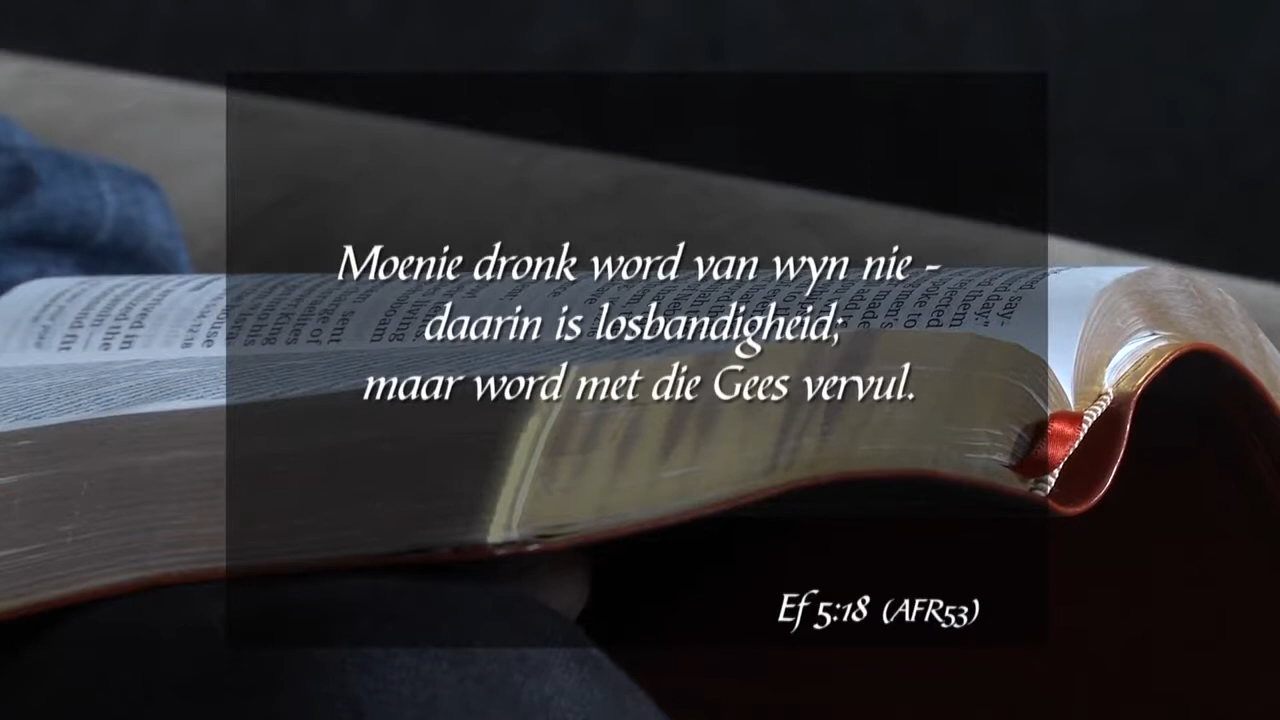 Moenie dronk word van wyn nie -
daarin is losbandigheid;
maar word met die Gees vervul.
Ef 5:18 (AFR53)